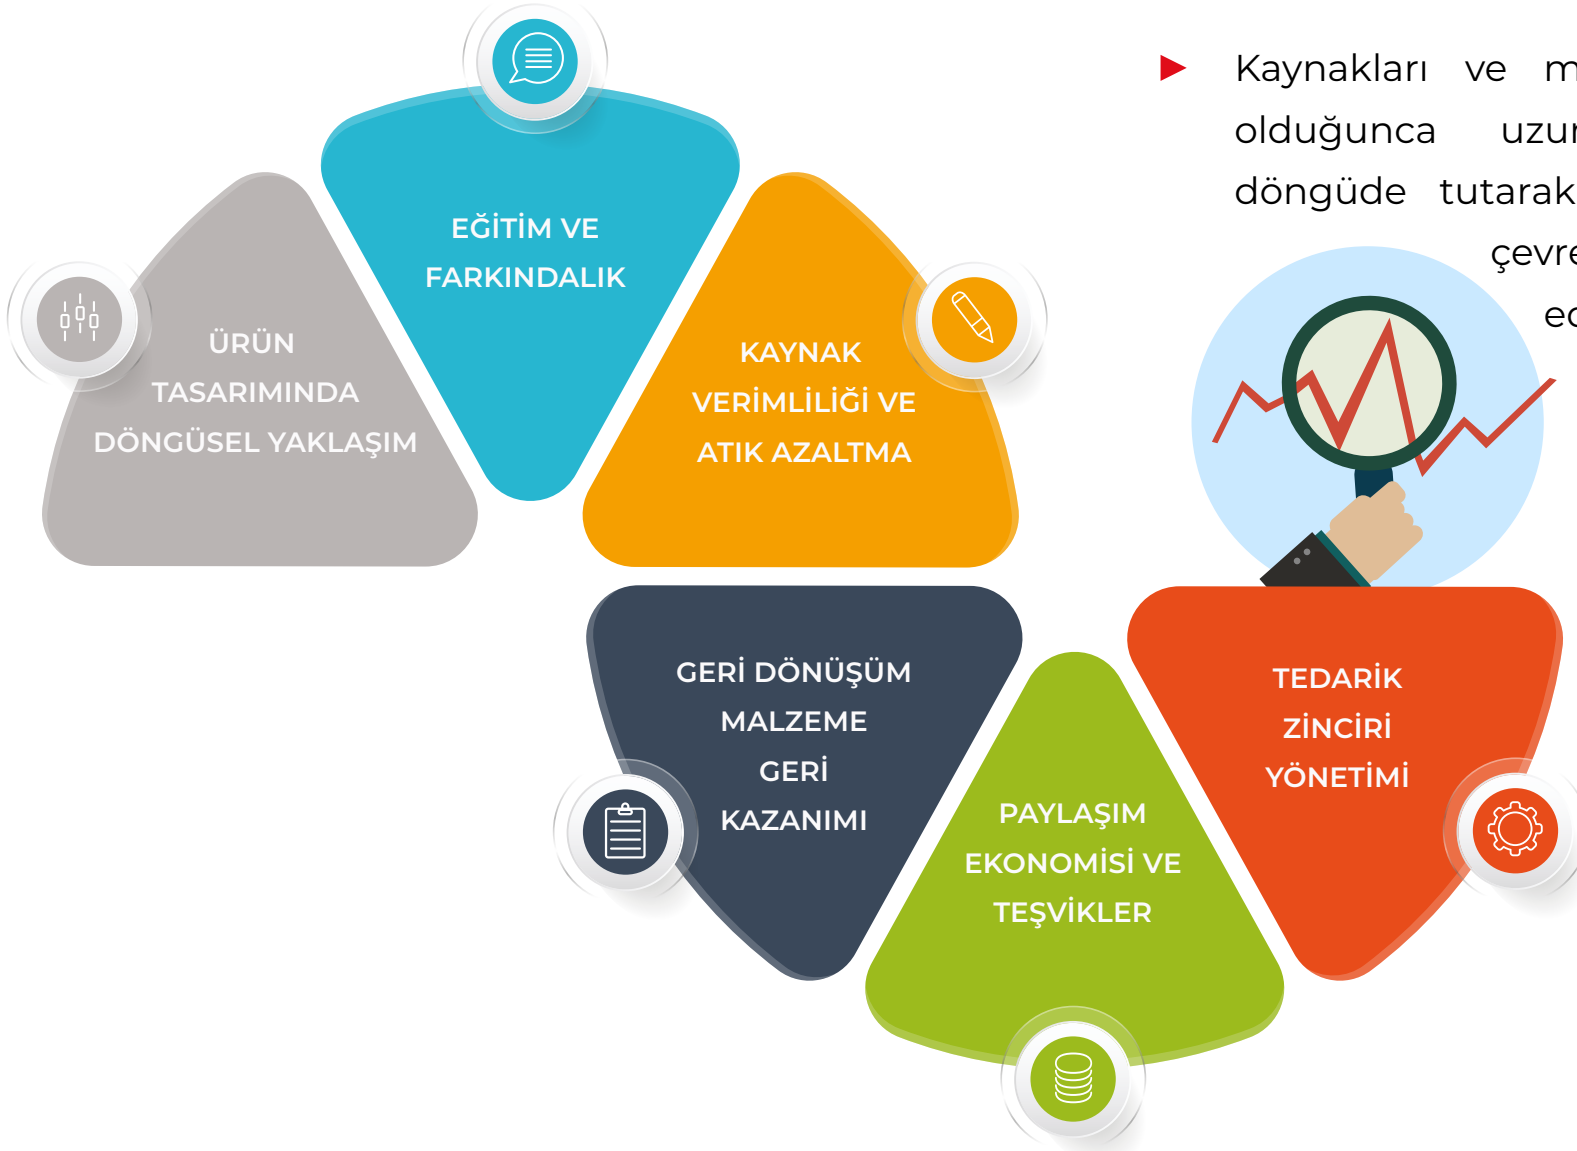 ÜRÜN
TASARIMINDA
DÖNGÜSEL YAKLAŞIM
EĞİTİM VE
FARKINDALIK
KAYNAK
VERİMLİLİĞİ VE
ATIK AZALTMA
Kaynakları ve
olduğunca
döngüde tutarak
GERİ DÖNÜŞÜM
MALZEME
GERİ
KAZANIMI
PAYLAŞIM
EKONOMİSİ VE
TEŞVİKLER
TEDARİK
ZİNCİRİ
YÖNETİMİ